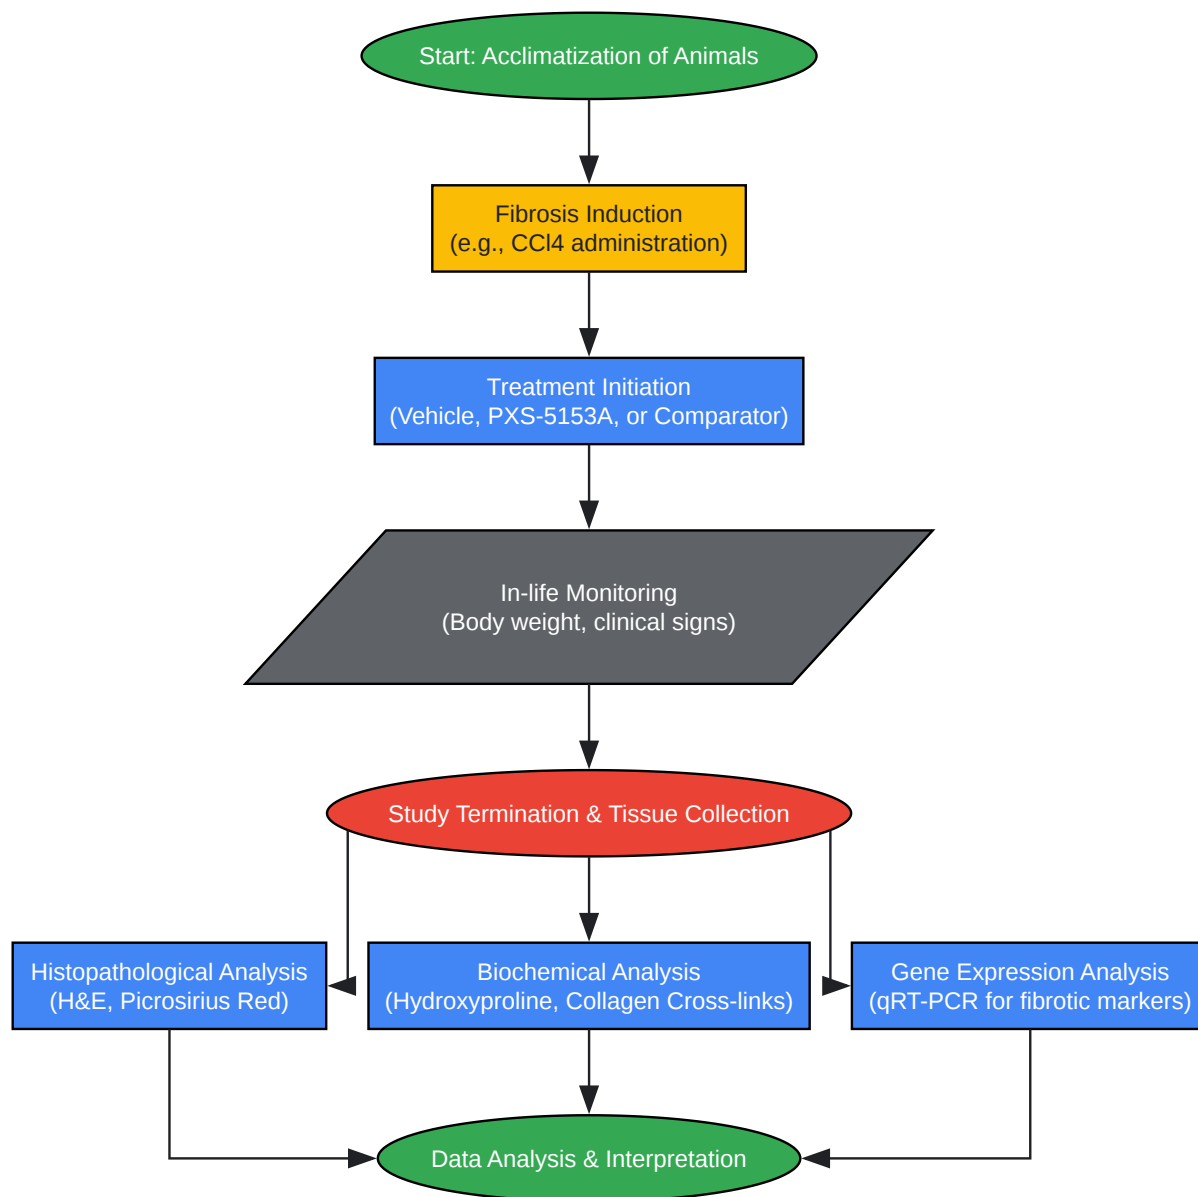 Start: Acclimatization of Animals
Fibrosis Induction
(e.g., CCl4 administration)
Treatment Initiation
(Vehicle, PXS-5153A, or Comparator)
In-life Monitoring
(Body weight, clinical signs)
Study Termination & Tissue Collection
Histopathological Analysis
(H&E, Picrosirius Red)
Biochemical Analysis
(Hydroxyproline, Collagen Cross-links)
Gene Expression Analysis
(qRT-PCR for fibrotic markers)
Data Analysis & Interpretation